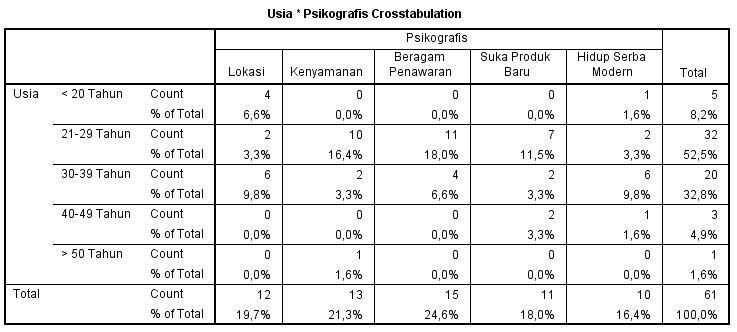 Usia * Psikografis Crosstabulation
Psikografis
Lokasi Kenyamanan Beragam Penawaran Suka Produk Baru Hidup Serba Modern Total
Usia < 20 Tahun Count 4 0 0 0 1 5
% of Total 6,6% 0,0% 0,0% 0,0% 1,6% 8,2%
21-29 Tahun Count 2 10 11 7 2 32
% of Total 3,3% 16,4% 18,0% 11,5% 3,3% 52,5%
30-39 Tahun Count 6 2 4 2 6 20
% of Total 9,8% 3,3% 6,6% 3,3% 9,8% 32,8%
40-49 Tahun Count 0 0 0 2 1 3
% of Total 0,0% 0,0% 0,0% 3,3% 1,6% 4,9%
> 50 Tahun Count 0 1 0 0 0 1
% of Total 0,0% 1,6% 0,0% 0,0% 0,0% 1,6%
Total Count 12 13 15 11 10 61
% of Total 19,7% 21,3% 24,6% 18,0% 16,4% 100,0%